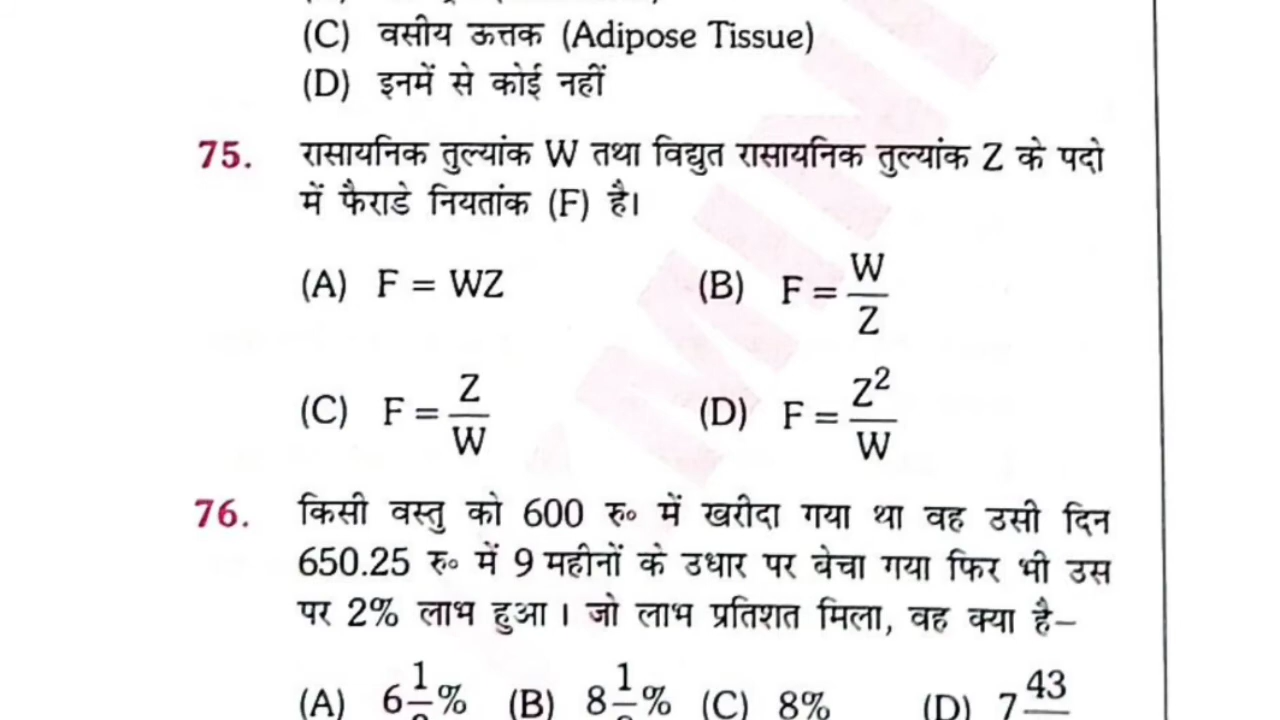 (C) वसीय ऊत्तक (Adipose Tissue)
(D) इनमें से कोई नहीं
75. रासायनिक तुल्यांक W तथा विद्युत रासायनिक तुल्यांक Z के पदो
में फैराडे नियतांक (F) है।
(A) F = WZ (B) F = W/Z
(C) F = Z/W (D) F = Z²/W
76. किसी वस्तु को 600 रु० में खरीदा गया था वह उसी दिन
650.25 रु० में 9 महीनों के उधार पर बेचा गया फिर भी उस
पर 2% लाभ हुआ। जो लाभ प्रतिशत मिला, वह क्या है–
(A) 6 1 % (B) 8 1 % (C) 8% (D) 7 43